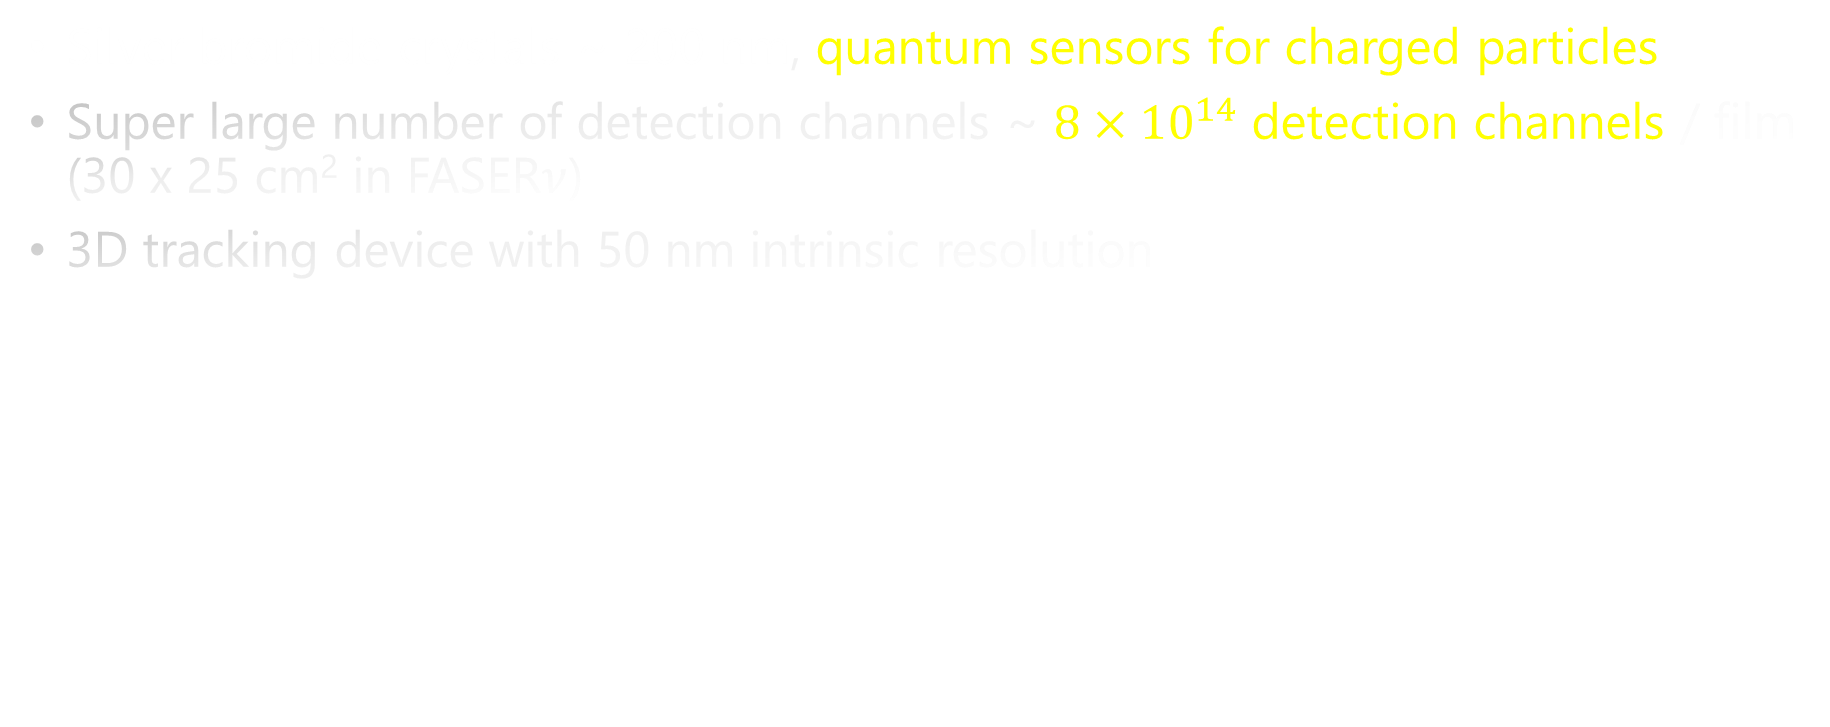 , quantum sensors for charged particles
• Super large number of detection channels ~ 8 × 10¹⁴ detection channels / film
(30 x 25 cm² in FASERν)
• 3D tracking device with 50 nm intrinsic resolution